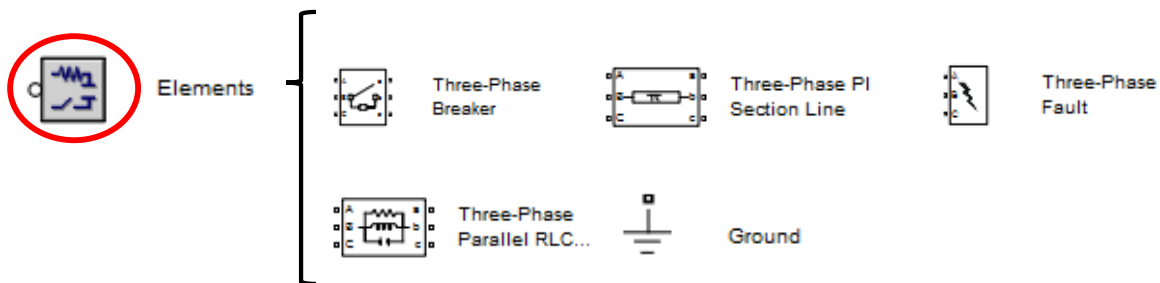 Elements
Three-Phase
Breaker
Three-Phase PI
Section Line
Three-Phase
Fault
Three-Phase
Parallel RLC...
Ground
A
B
C
a
b
c
A
B
C
a
b
c